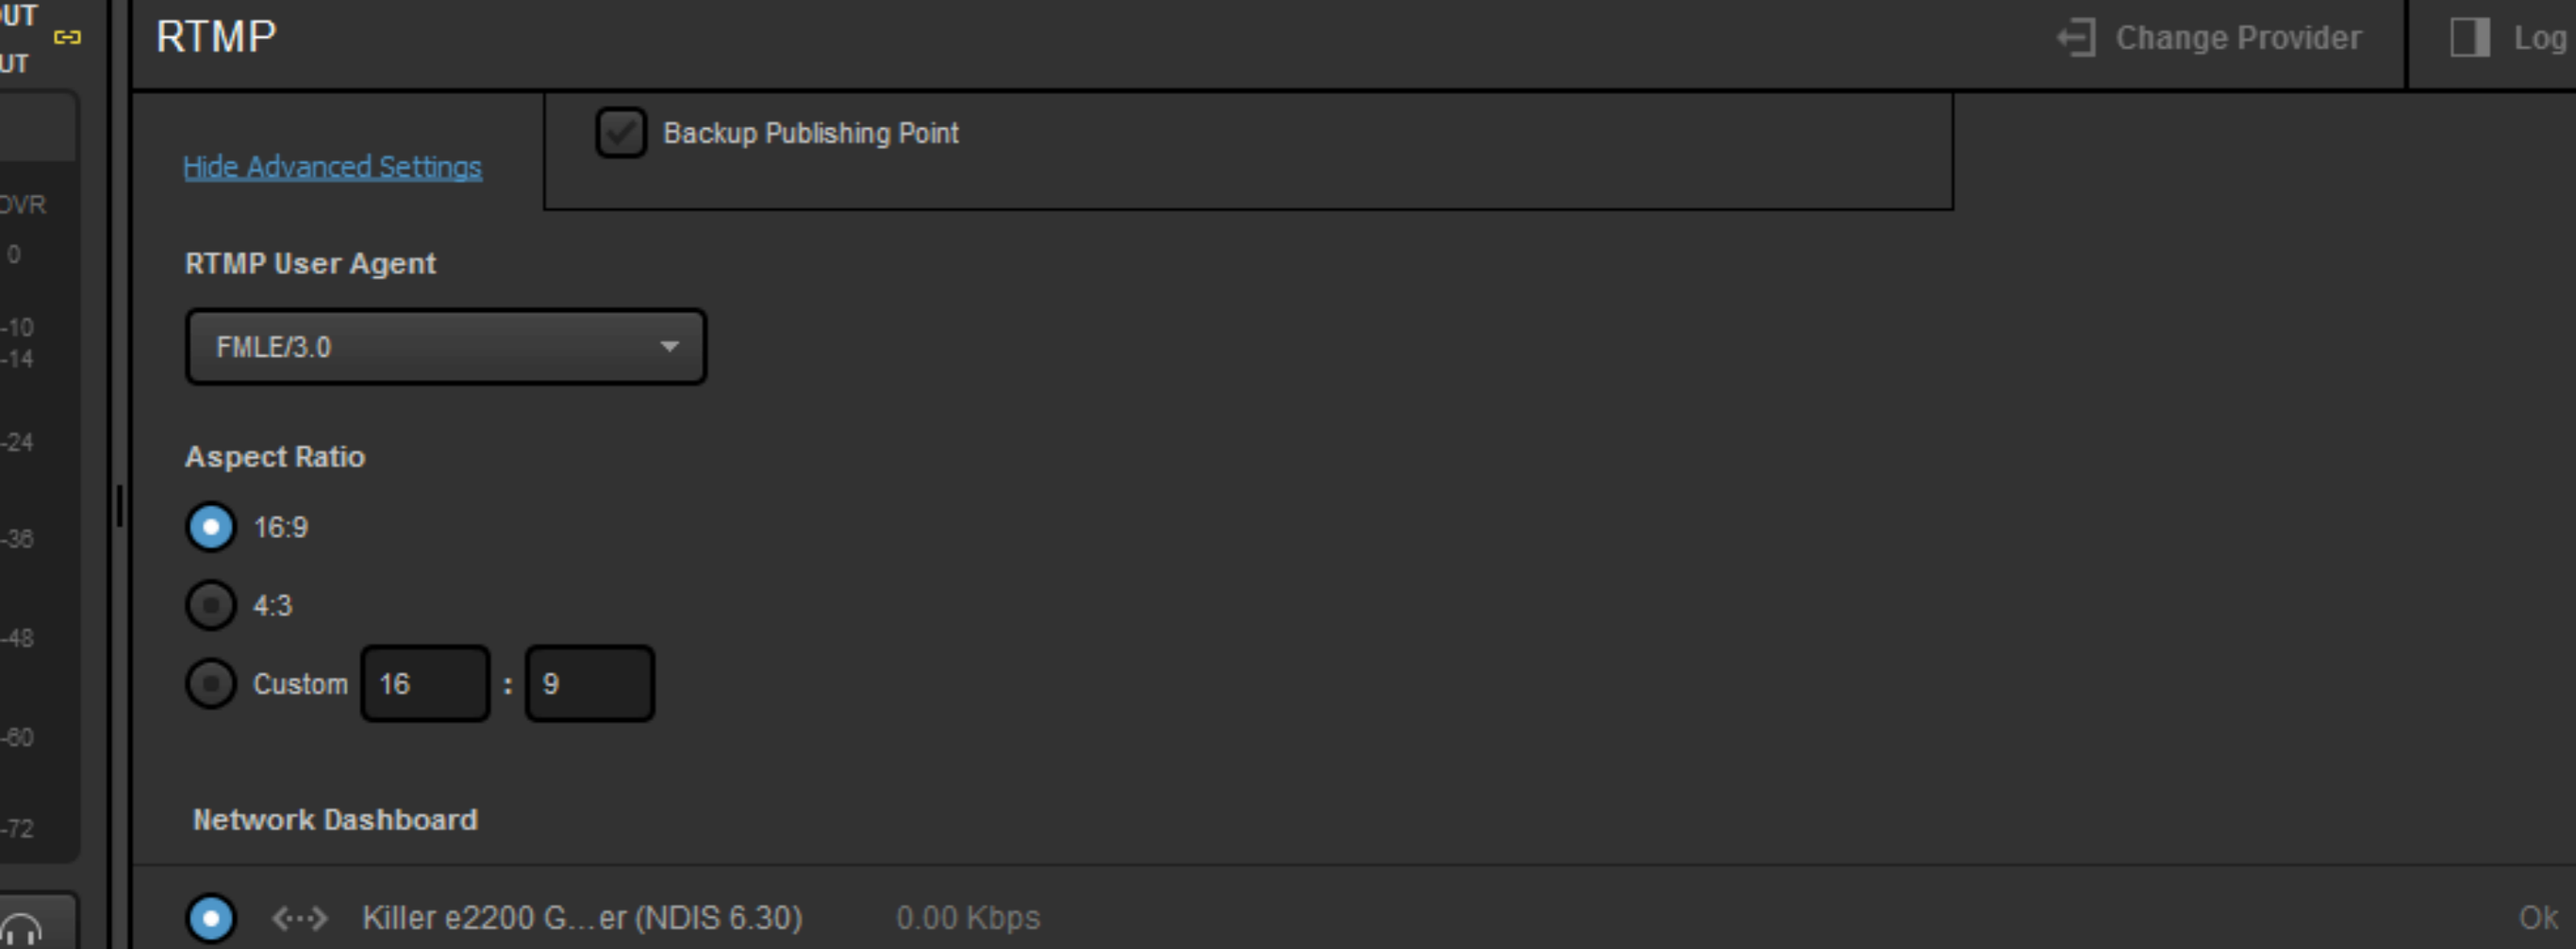 OUT
UT
RTMP
Change Provider
Log
Backup Publishing Point
Hide Advanced Settings
OVR
0
-10
-14
-24
-36
-48
-60
-72
RTMP User Agent
FMLE/3.0
Aspect Ratio
16:9
4:3
Custom 16 : 9
Network Dashboard
Killer e2200 G...er (NDIS 6.30) 0.00 Kbps Ok